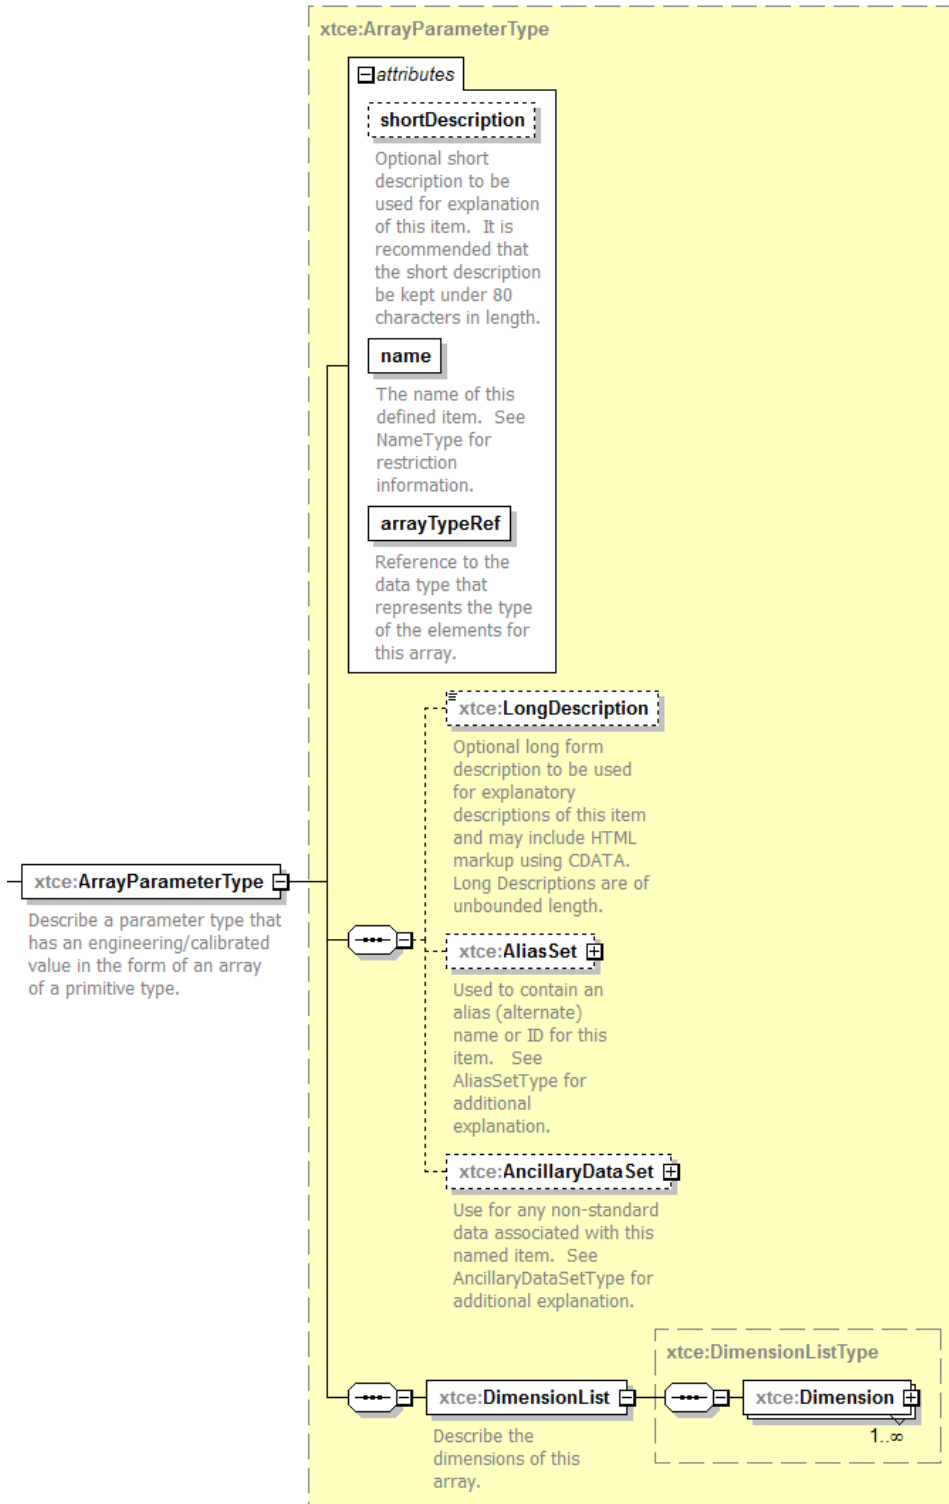 xtce:ArrayParameterType
attributes
shortDescription
Optional short
description to be
used for explanation
of this item.  It is
recommended that
the short description
be kept under 80
characters in length.
name
The name of this
defined item.  See
NameType for
restriction
information.
arrayTypeRef
Reference to the
data type that
represents the type
of the elements for
this array.
xtce:LongDescription
Optional long form
description to be used
for explanatory
descriptions of this item
and may include HTML
markup using CDATA.
Long Descriptions are of
unbounded length.
xtce:ArrayParameterType
Describe a parameter type that
has an engineering/calibrated
value in the form of an array
of a primitive type.
xtce:AliasSet
Used to contain an
alias (alternate)
name or ID for this
item.   See
AliasSetType for
additional
explanation.
xtce:AncillaryDataSet
Use for any non-standard
data associated with this
named item.  See
AncillaryDataSetType for
additional explanation.
xtce:DimensionList
Describe the
dimensions of this
array.
xtce:DimensionListType
xtce:Dimension
1..∞